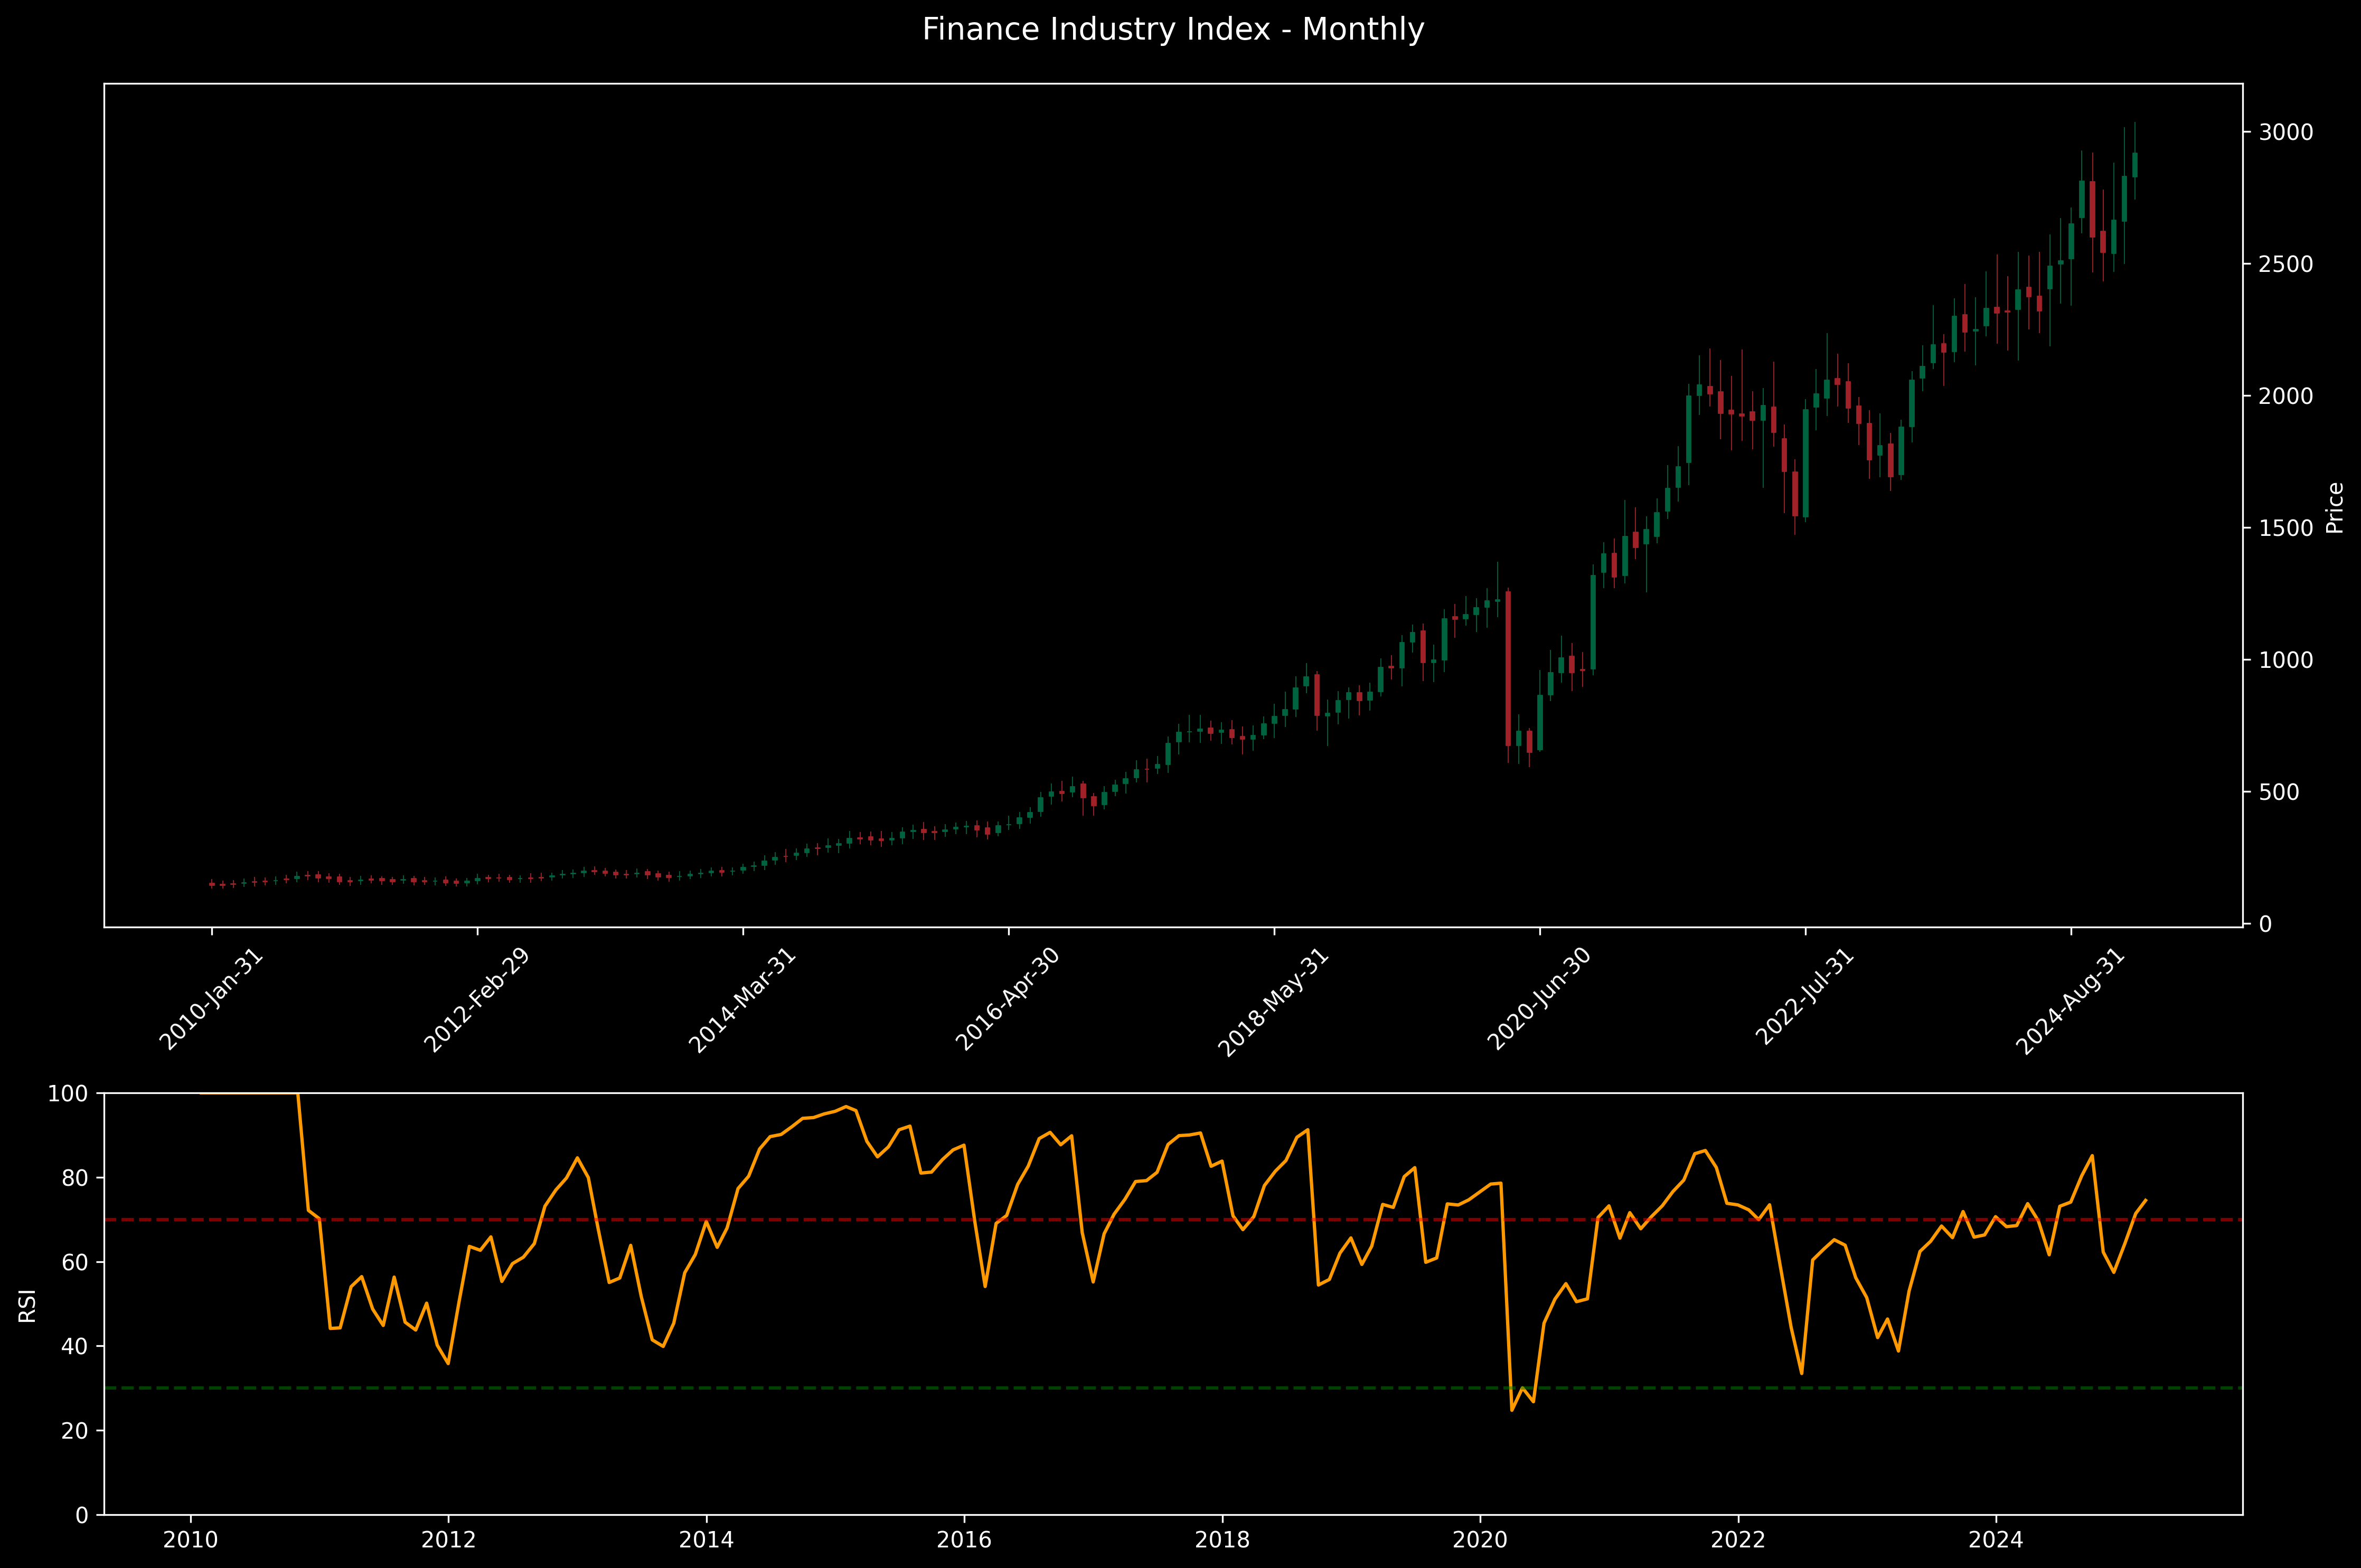 Finance Industry Index - Monthly
3000
2500
2000
1500
1000
500
0
Price
2010-Jan-31
2012-Feb-29
2014-Mar-31
2016-Apr-30
2018-May-31
2020-Jun-30
2022-Jul-31
2024-Aug-31
100
80
60
40
20
0
RSI
2010
2012
2014
2016
2018
2020
2022
2024